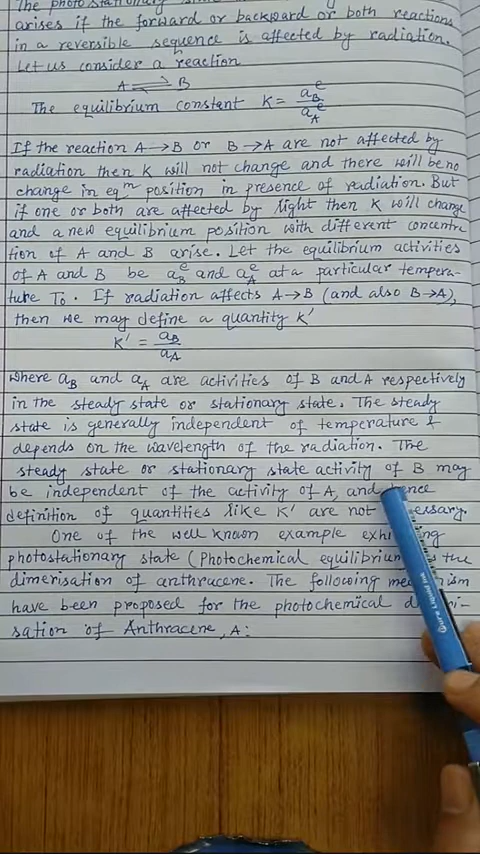 The photostationary
arises if the forward or backward or both reactions
in a reversible sequence is affected by radiation.
Let us consider a reaction
A ⇌ B
The equilibrium constant K = a_B^e / a_A^e
If the reaction A→B or B→A are not affected by
radiation then K will not change and there will be no
change in eq^m position in presence of radiation. But
if one or both are affected by light then K will change
and a new equilibrium position with different concentra
tion of A and B arise. Let the equilibrium activities
of A and B be a_B^e and a_A^e at a particular tempera-
ture T₀. If radiation affects A→B (and also B→A),
then we may define a quantity K'
K' = a_B / a_A
where a_B and a_A are activities of B and A respectively
in the steady state or stationary state. The steady
state is generally independent of temperature &
depends on the wavelength of the radiation. The
steady state or stationary state activity of B may
be independent of the activity of A, and hence
definition of quantities like K' are not
One of the well known example
photostationary state (Photochemical the
dimerisation of anthracene. The following
have been proposed for the photochemical
sation of Anthracene, A:
Pure Liquid Ink